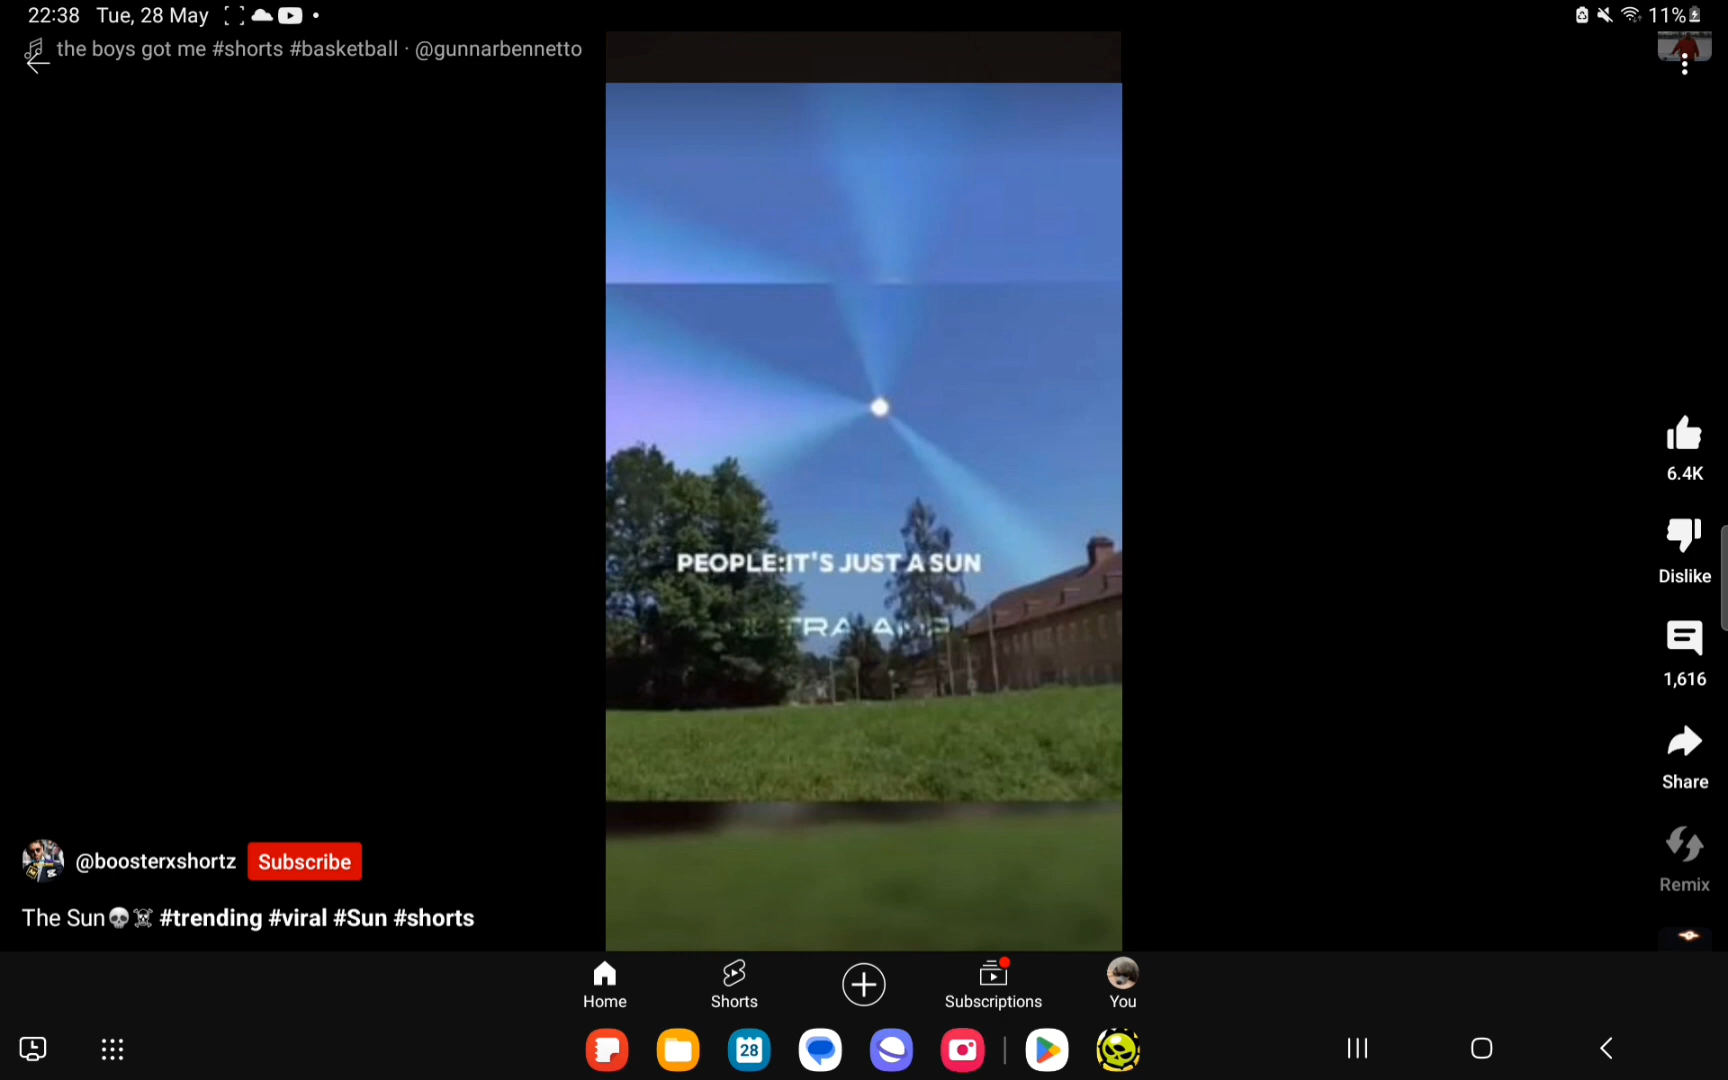 22:38 Tue, 28 May
11%
the boys got me #shorts #basketball · @gunnarbennetto
PEOPLE:IT'S JUST A SUN
6.4K
Dislike
1,616
Share
Remix
@boosterxshortz Subscribe
The Sun💀☠️ #trending #viral #Sun #shorts
Home
Shorts
Subscriptions
You
28